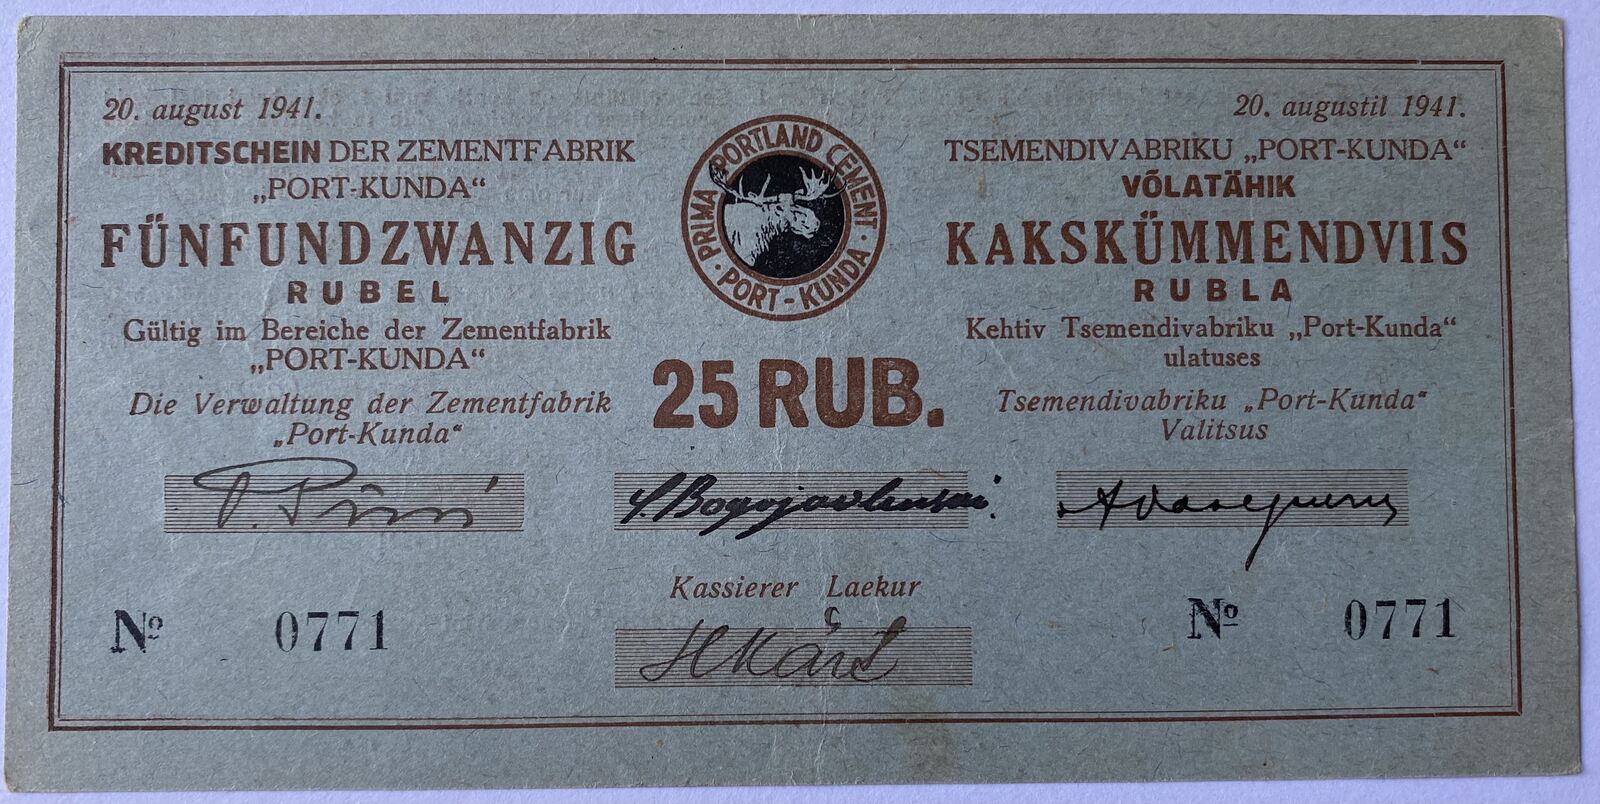 20. august 1941.
KREDITSCHEIN DER ZEMENTFABRIK
„PORT-KUNDA“
FÜNFUNDZWANZIG
RUBEL
Gültig im Bereiche der Zementfabrik
„PORT-KUNDA“
Die Verwaltung der Zementfabrik
„Port-Kunda“
PRIMA PORTLAND CEMENT
· PORT-KUNDA ·
25 RUB.
20. augustil 1941.
TSEMENDIVABRIKU „PORT-KUNDA“
VÕLATÄHIK
KAKSKÜMMENDVIIS
RUBLA
Kehtiv Tsemendivabriku „Port-Kunda“
ulatuses
Tsemendivabriku „Port-Kunda“
Valitsus
Bogojavlenski.
Kassierer Laekur
№ 0771
№ 0771